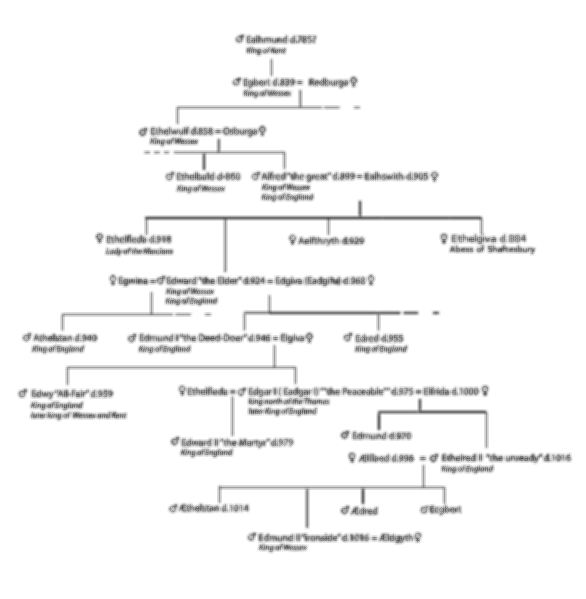 ♂ Ealhmund d.785?
King of Kent
♂ Egbert d.839 = Redburga ♀
King of Wessex
♂ Ethelwulf d.858 = Osburga ♀
King of Wessex
♂ Ethelbald d-860 ♂ Alfred "the great" d.899 = Ealhswith d.905 ♀
King of Wessex King of Wessex
King of England
♀ Ethelfleda d.918 ♀ Aelfthryth d.929 ♀ Ethelgiva d.884
Lady of the Mercians Abess of Shaftesbury
♀ Egwina = ♂ Edward "the Elder" d.924 = Edgiva (Eadgifu) d.968 ♀
King of Wessex
King of England
♂ Athelstan d.940 ♂ Edmund I "the Deed-Doer" d.946 = Elgiva ♀ ♂ Edred d.955
King of England King of England King of England
♂ Edwy "All-Fair" d.959 ♀ Ethelfleda = ♂ Edgar I ( Eadgar I) "the Peaceable" d.975 = Elfrida d.1000 ♀
King of England king north of the Thames
later king of Wessex and Kent later King of England
♂ Edward II "the Martyr" d.979 ♂ Edmund d.970
King of England
♀ d.996 = ♂ Ethelred II "the unready" d.1016
King of England
♂ Æthelstan d.1014 ♂ Ædred ♂ Ecgbert
♂ Edmund II "Ironside" d.1016 = Ældgyth ♀
King of Wessex